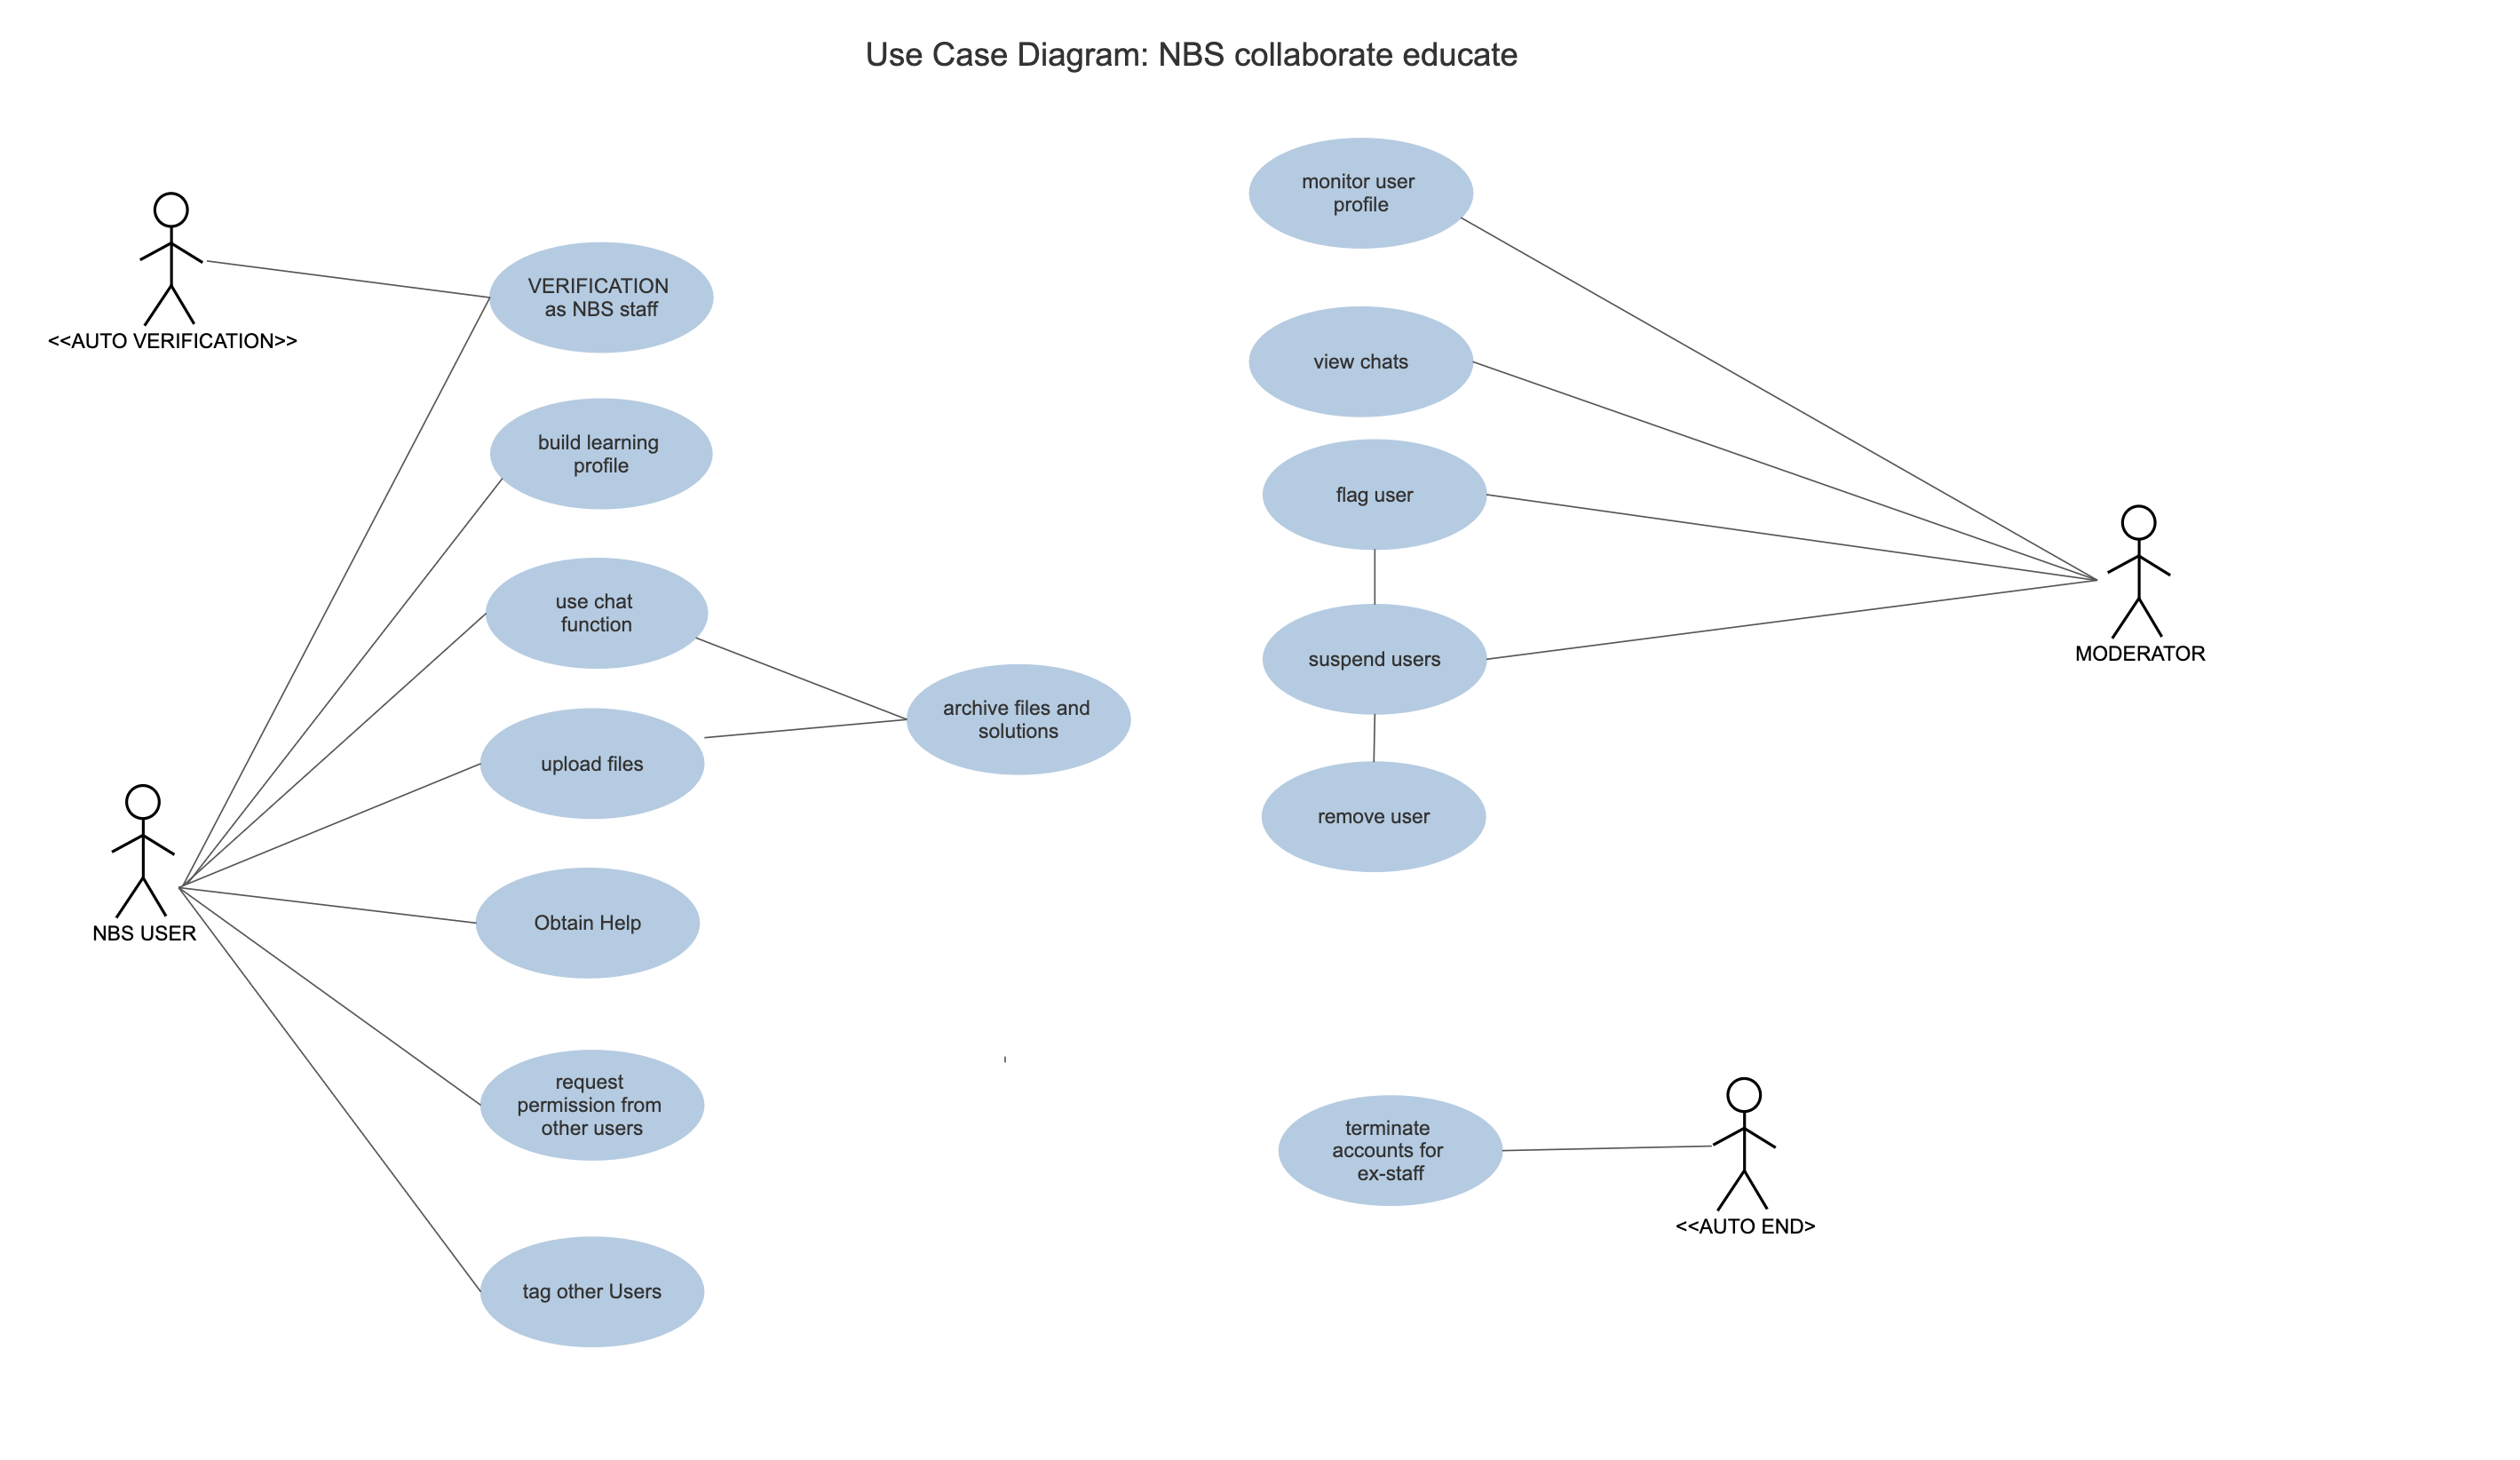 Use Case Diagram: NBS collaborate educate
<<AUTO VERIFICATION>>
VERIFICATION
as NBS staff
build learning
profile
use chat
function
upload files
archive files and
solutions
NBS USER
Obtain Help
request
permission from
other users
tag other Users
monitor user
profile
view chats
flag user
suspend users
remove user
MODERATOR
terminate
accounts for
ex-staff
<<AUTO END>